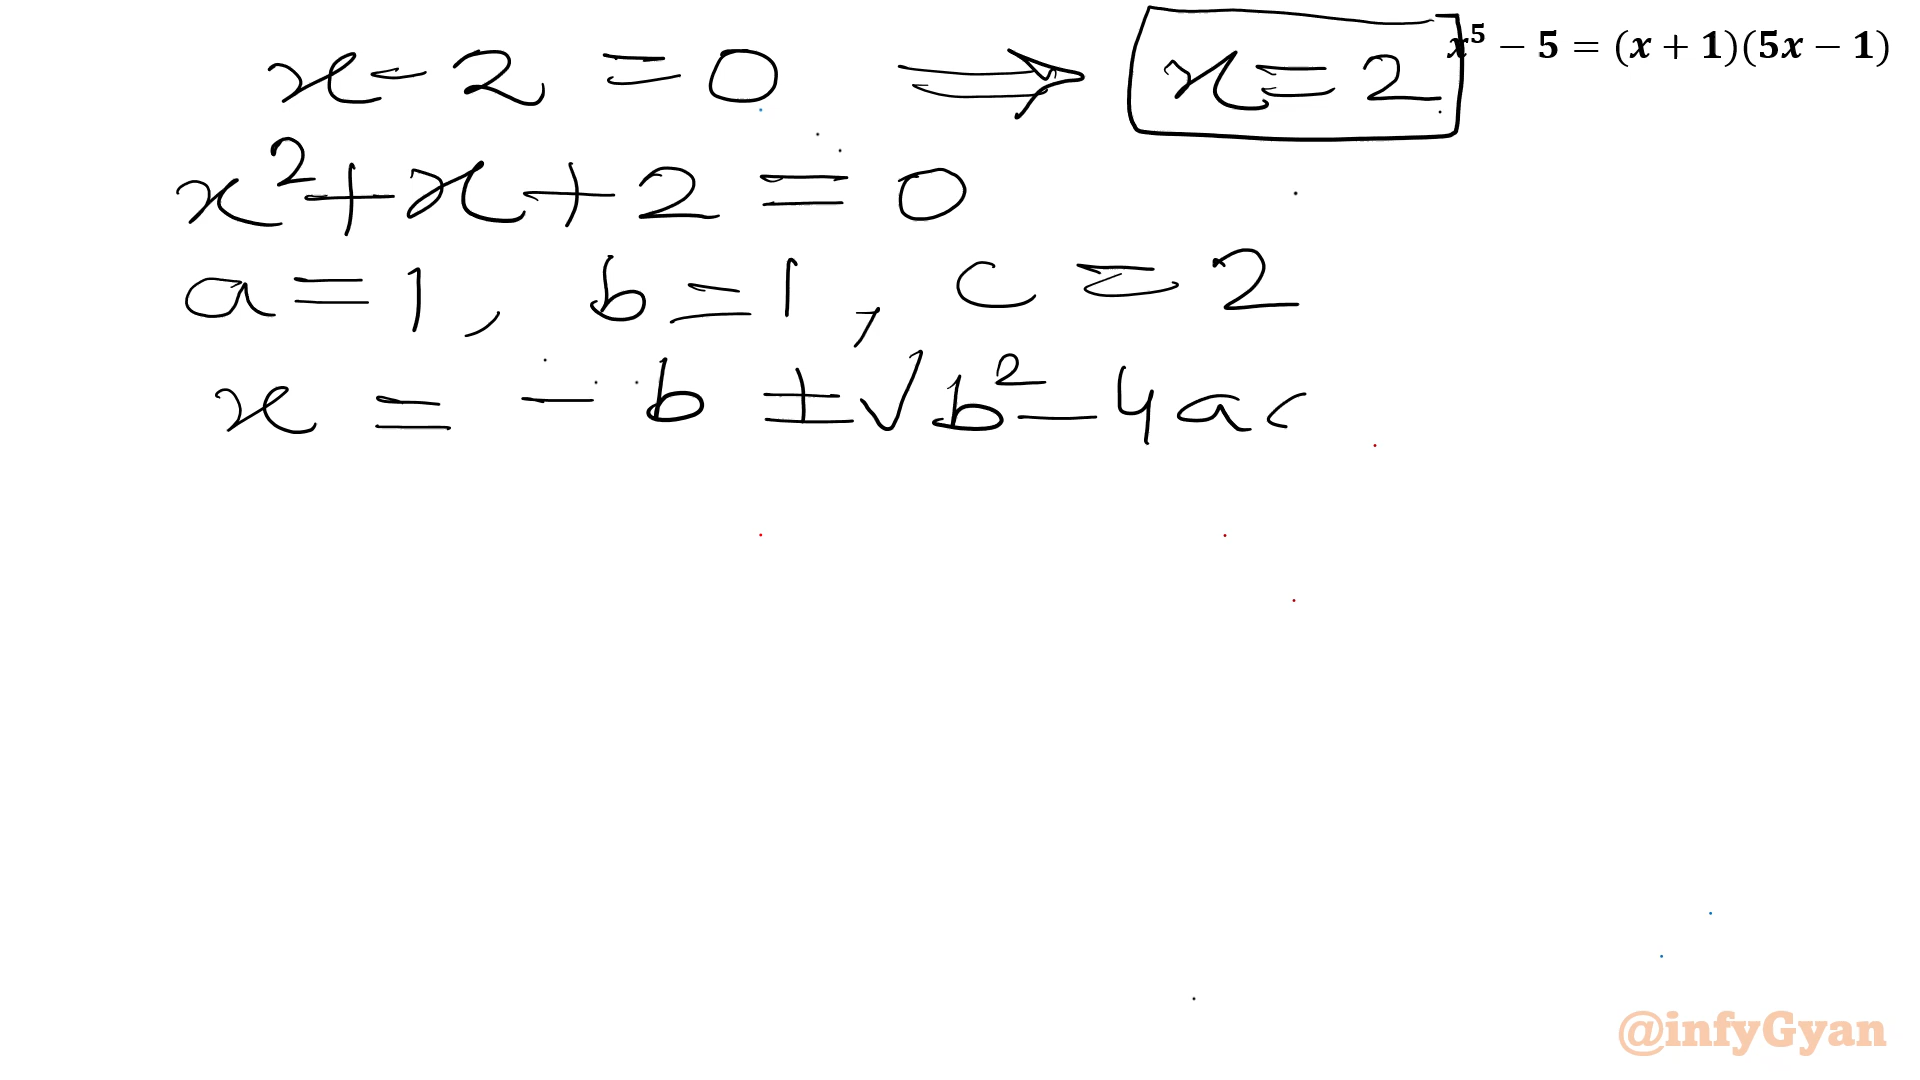 x - 2 = 0 ⟹ x = 2
x⁵ − 5 = (x + 1)(5x − 1)
x² + x + 2 = 0
a = 1, b = 1, c = 2
x = - b ± √b² - 4ac
@infyGyan